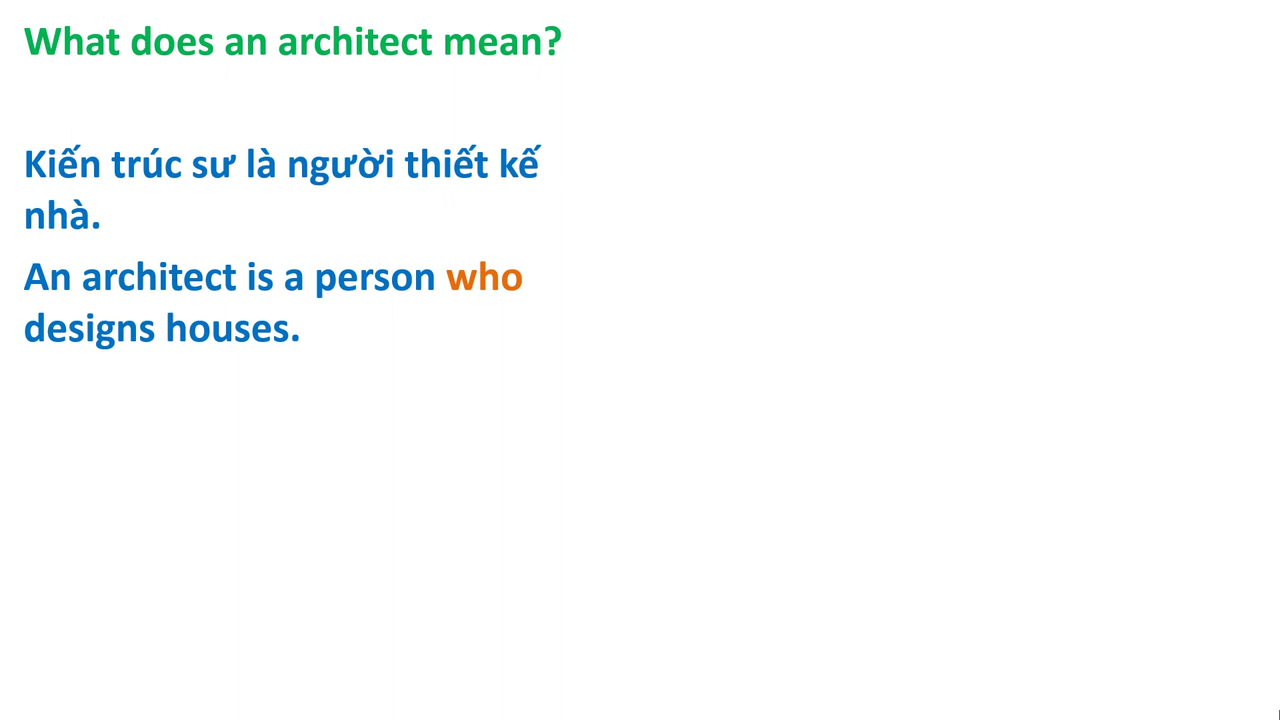 What does an architect mean?
Kiến trúc sư là người thiết kế
nhà.
An architect is a person who
designs houses.